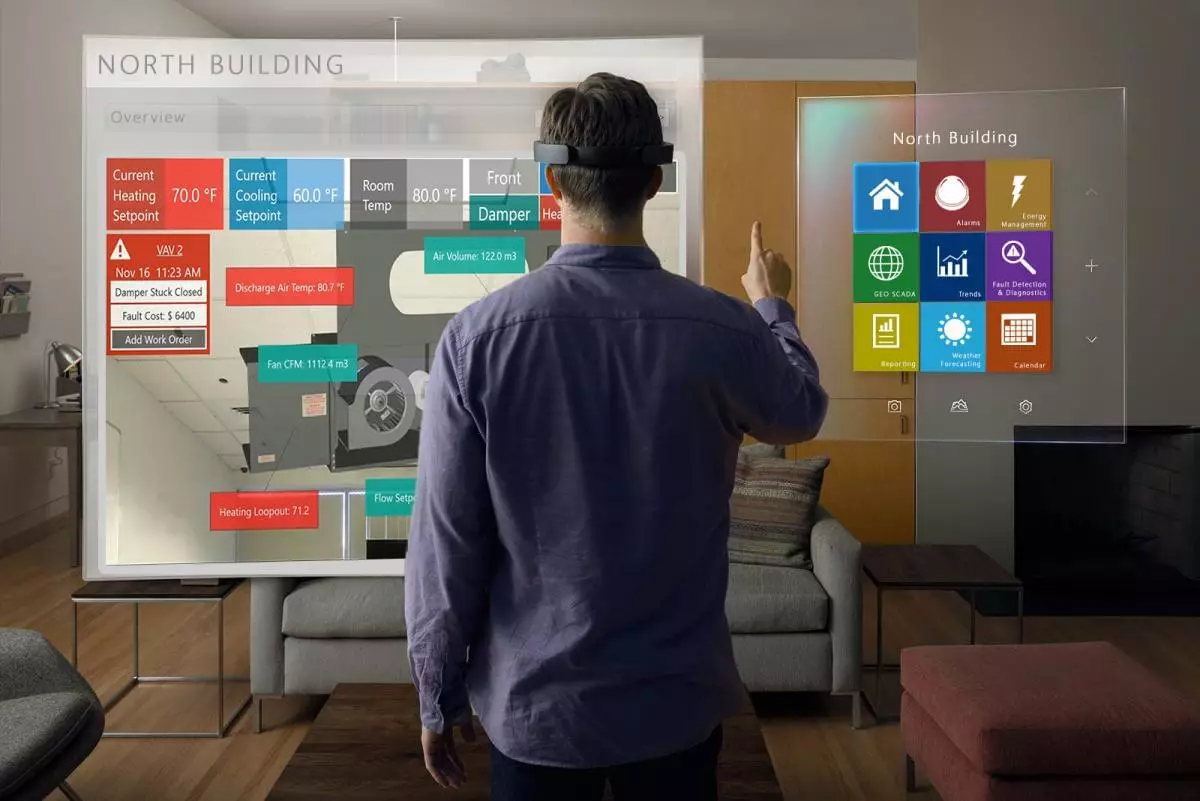 NORTH BUILDING
Overview
Current
Heating
Setpoint
70.0 °F
Current
Cooling
Setpoint
60.0 °F
Room
Temp
80.0 °F
Front
Damper
VAV 2
Nov 16 11:23 AM
Damper Stuck Closed
Fault Cost: $ 6400
Add Work Order
Air Volume: 122.0 m3
Discharge Air Temp: 80.7 °F
Fan CFM: 1112.4 m3
Heating Loopout: 71.2
Flow
North Building
Alarms
Energy
Management
GEO SCADA
Trends
Fault Detection
& Diagnostics
Reporting
Weather
Forecasting
Calendar